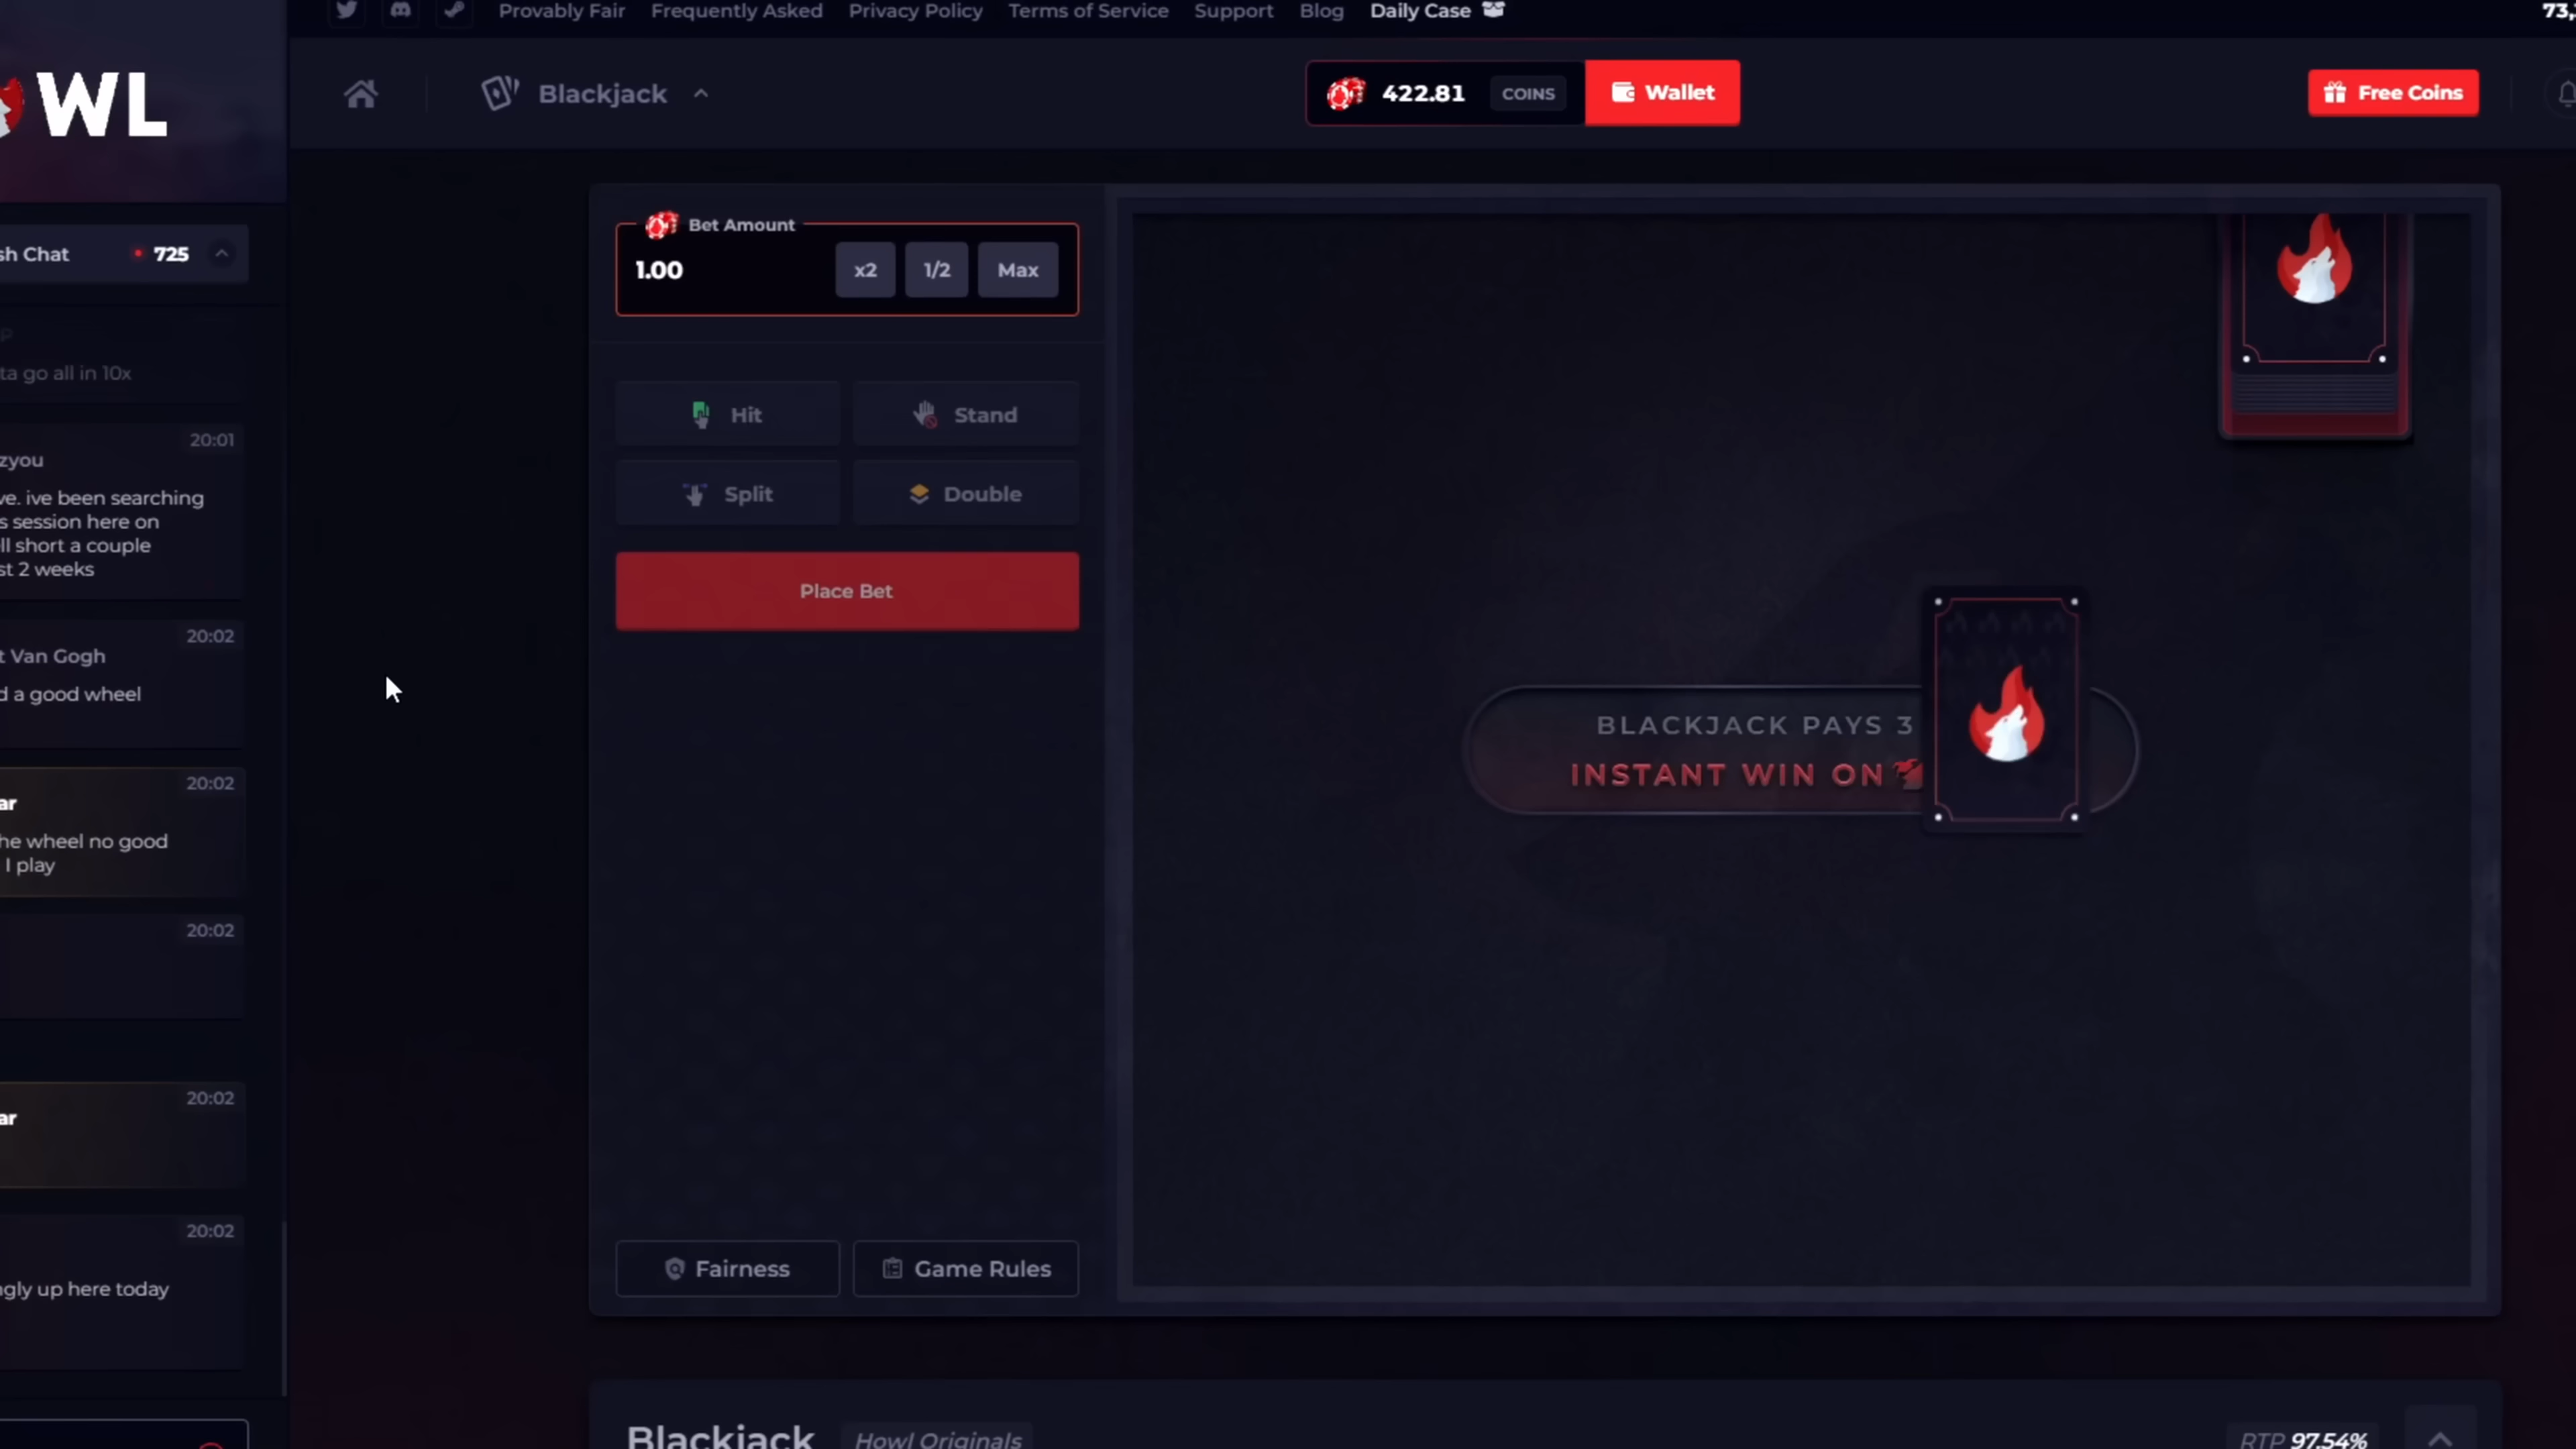 Provably Fair Frequently Asked Privacy Policy Terms of Service Support Blog Daily Case 73,
WL
Blackjack
422.81 COINS Wallet
Free Coins
sh Chat 725
ta go all in 10x
20:01
zyou
ve. ive been searching
s session here on
ll short a couple
st 2 weeks
20:02
t Van Gogh
d a good wheel
20:02
ar
he wheel no good
I play
20:02
20:02
ar
20:02
ngly up here today
Bet Amount
1.00 x2 1/2 Max
Hit Stand
Split Double
Place Bet
Fairness Game Rules
BLACKJACK PAYS 3
INSTANT WIN ON
Blackjack Howl Originals RTP 97.54%